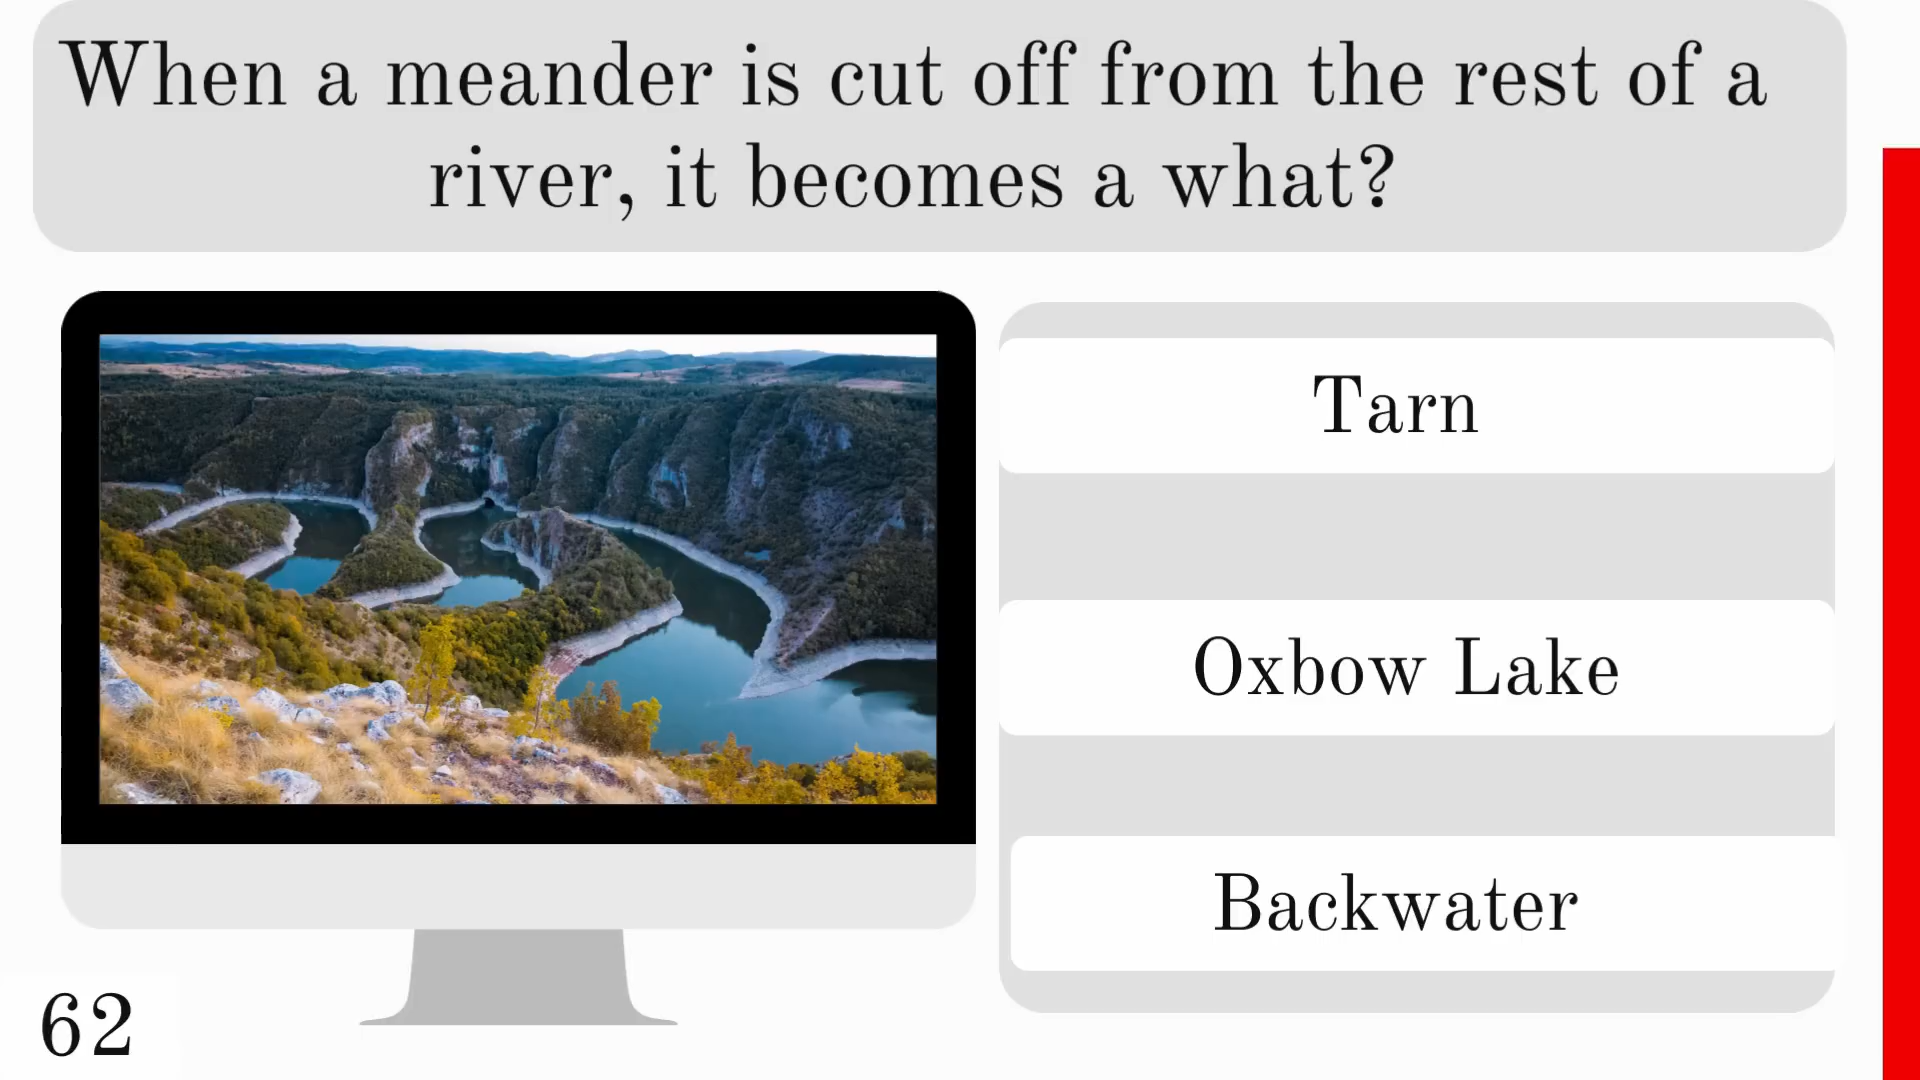 When a meander is cut off from the rest of a
river, it becomes a what?
Tarn
Oxbow Lake
Backwater
62